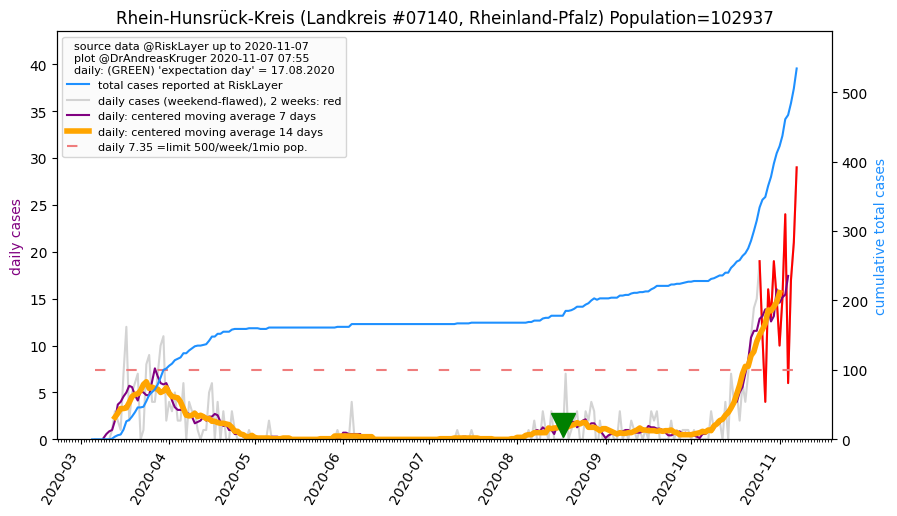 Rhein-Hunsrück-Kreis (Landkreis #07140, Rheinland-Pfalz) Population=102937
source data @RiskLayer up to 2020-11-07
plot @DrAndreasKruger 2020-11-07 07:55
daily: (GREEN) 'expectation day' = 17.08.2020
total cases reported at RiskLayer
daily cases (weekend-flawed), 2 weeks: red
daily: centered moving average 7 days
daily: centered moving average 14 days
daily 7.35 =limit 500/week/1mio pop.
daily cases
40
35
30
25
20
15
10
5
0
cumulative total cases
500
400
300
200
100
0
2020-03
2020-04
2020-05
2020-06
2020-07
2020-08
2020-09
2020-10
2020-11